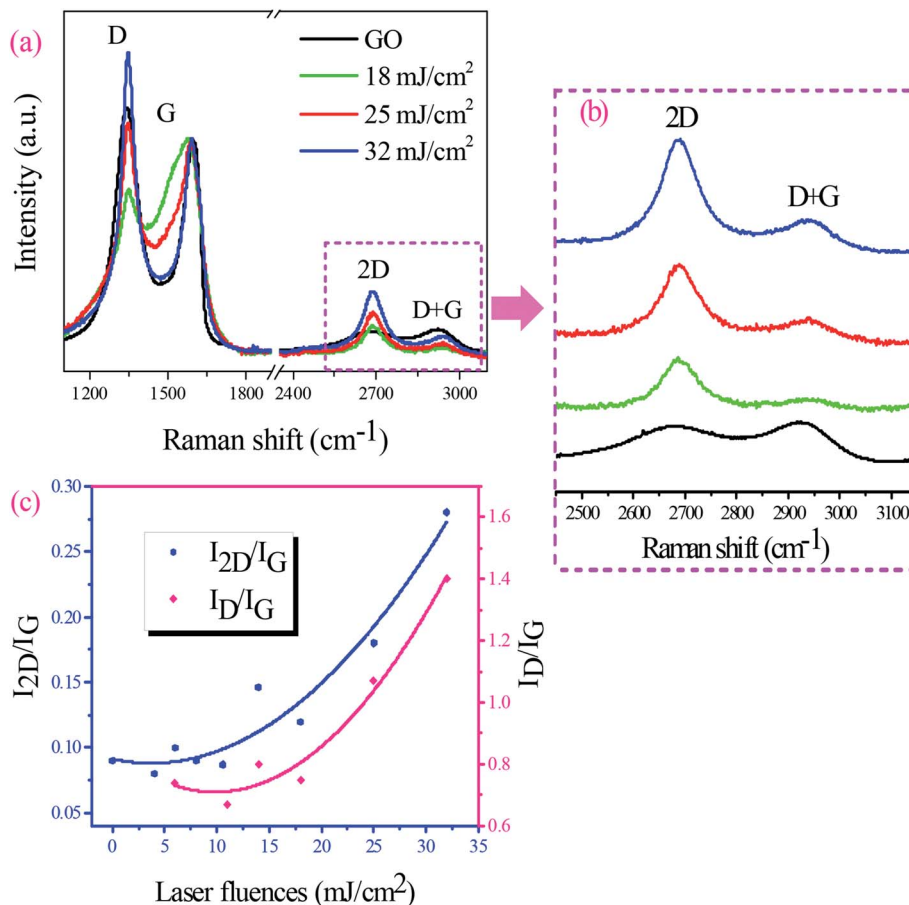 (a)
D
G
GO
18 mJ/cm²
25 mJ/cm²
32 mJ/cm²
2D
D+G
Intensity (a.u.)
1200 1500 1800 2400 2700 3000
Raman shift (cm⁻¹)
(b)
2D
D+G
2500 2600 2700 2800 2900 3000 3100
Raman shift (cm⁻¹)
(c)
I₂D/IG
ID/IG
0.30
0.25
0.20
0.15
0.10
0.05
I₂D/IG
1.6
1.4
1.2
1.0
0.8
0.6
ID/IG
0 5 10 15 20 25 30 35
Laser fluences (mJ/cm²)